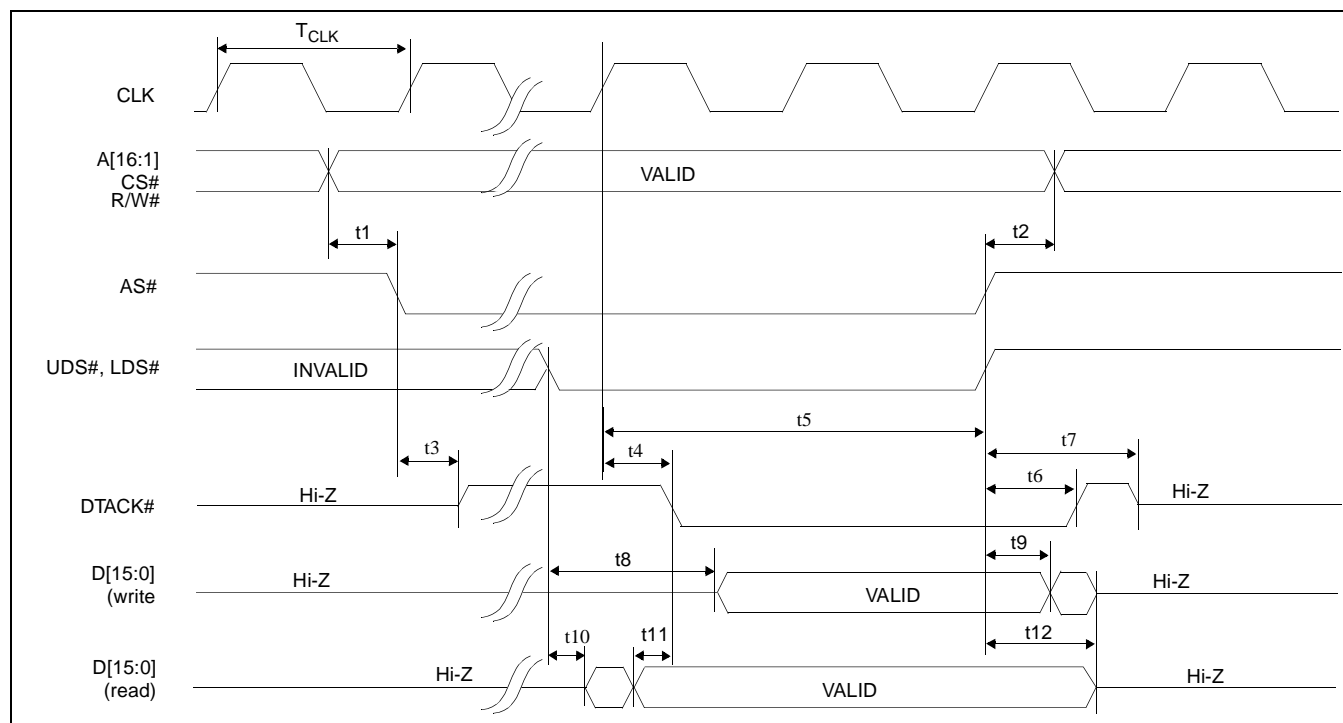 TCLK
CLK
A[16:1]
CS#
R/W#
VALID
t1
t2
AS#
UDS#, LDS#
INVALID
t5
t3
t4
t7
t6
DTACK#
Hi-Z
Hi-Z
D[15:0]
(write
Hi-Z
t8
t9
VALID
Hi-Z
t10
t11
t12
D[15:0]
(read)
Hi-Z
VALID
Hi-Z